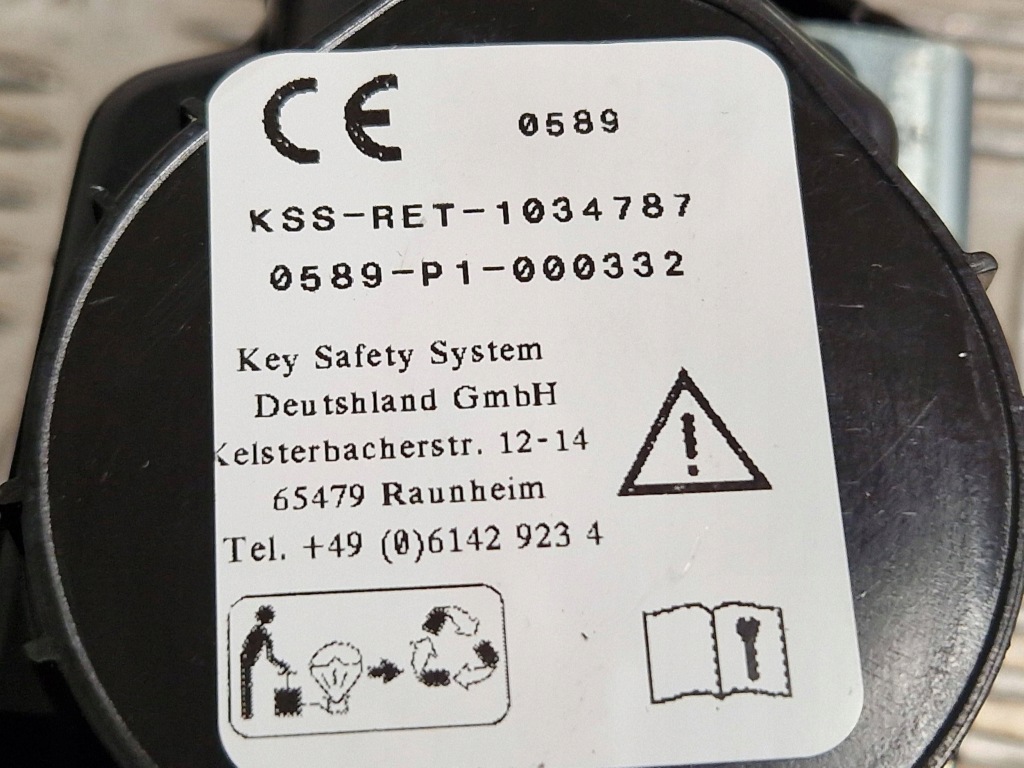 CE 0589
KSS-RET-1034787
0589-P1-000332
Key Safety System
Deutshland GmbH
Kelsterbacherstr. 12-14
65479 Raunheim
Tel. +49 (0)6142 923 4